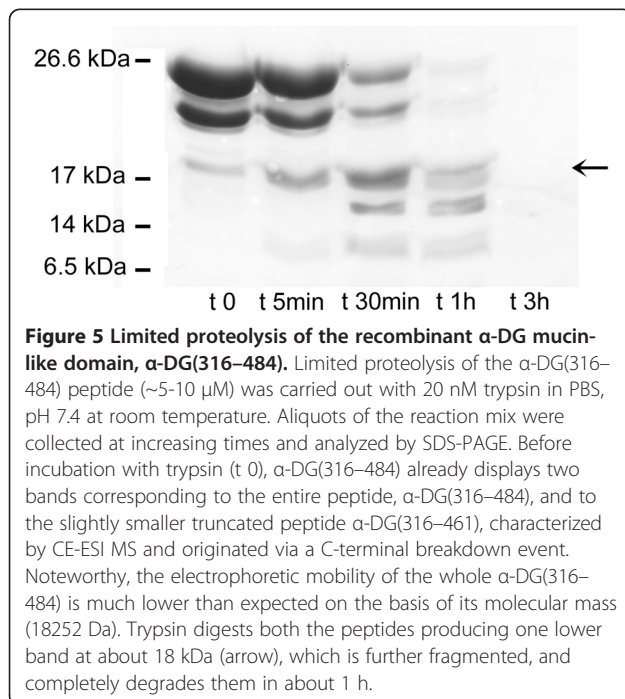 26.6 kDa –
17 kDa –
14 kDa –
6.5 kDa –
t 0 t 5min t 30min t 1h t 3h
Figure 5 Limited proteolysis of the recombinant α-DG mucin-
like domain, α-DG(316–484). Limited proteolysis of the α-DG(316–
484) peptide (~5-10 μM) was carried out with 20 nM trypsin in PBS,
pH 7.4 at room temperature. Aliquots of the reaction mix were
collected at increasing times and analyzed by SDS-PAGE. Before
incubation with trypsin (t 0), α-DG(316–484) already displays two
bands corresponding to the entire peptide, α-DG(316–484), and to
the slightly smaller truncated peptide α-DG(316–461), characterized
by CE-ESI MS and originated via a C-terminal breakdown event.
Noteworthy, the electrophoretic mobility of the whole α-DG(316–
484) is much lower than expected on the basis of its molecular mass
(18252 Da). Trypsin digests both the peptides producing one lower
band at about 18 kDa (arrow), which is further fragmented, and
completely degrades them in about 1 h.